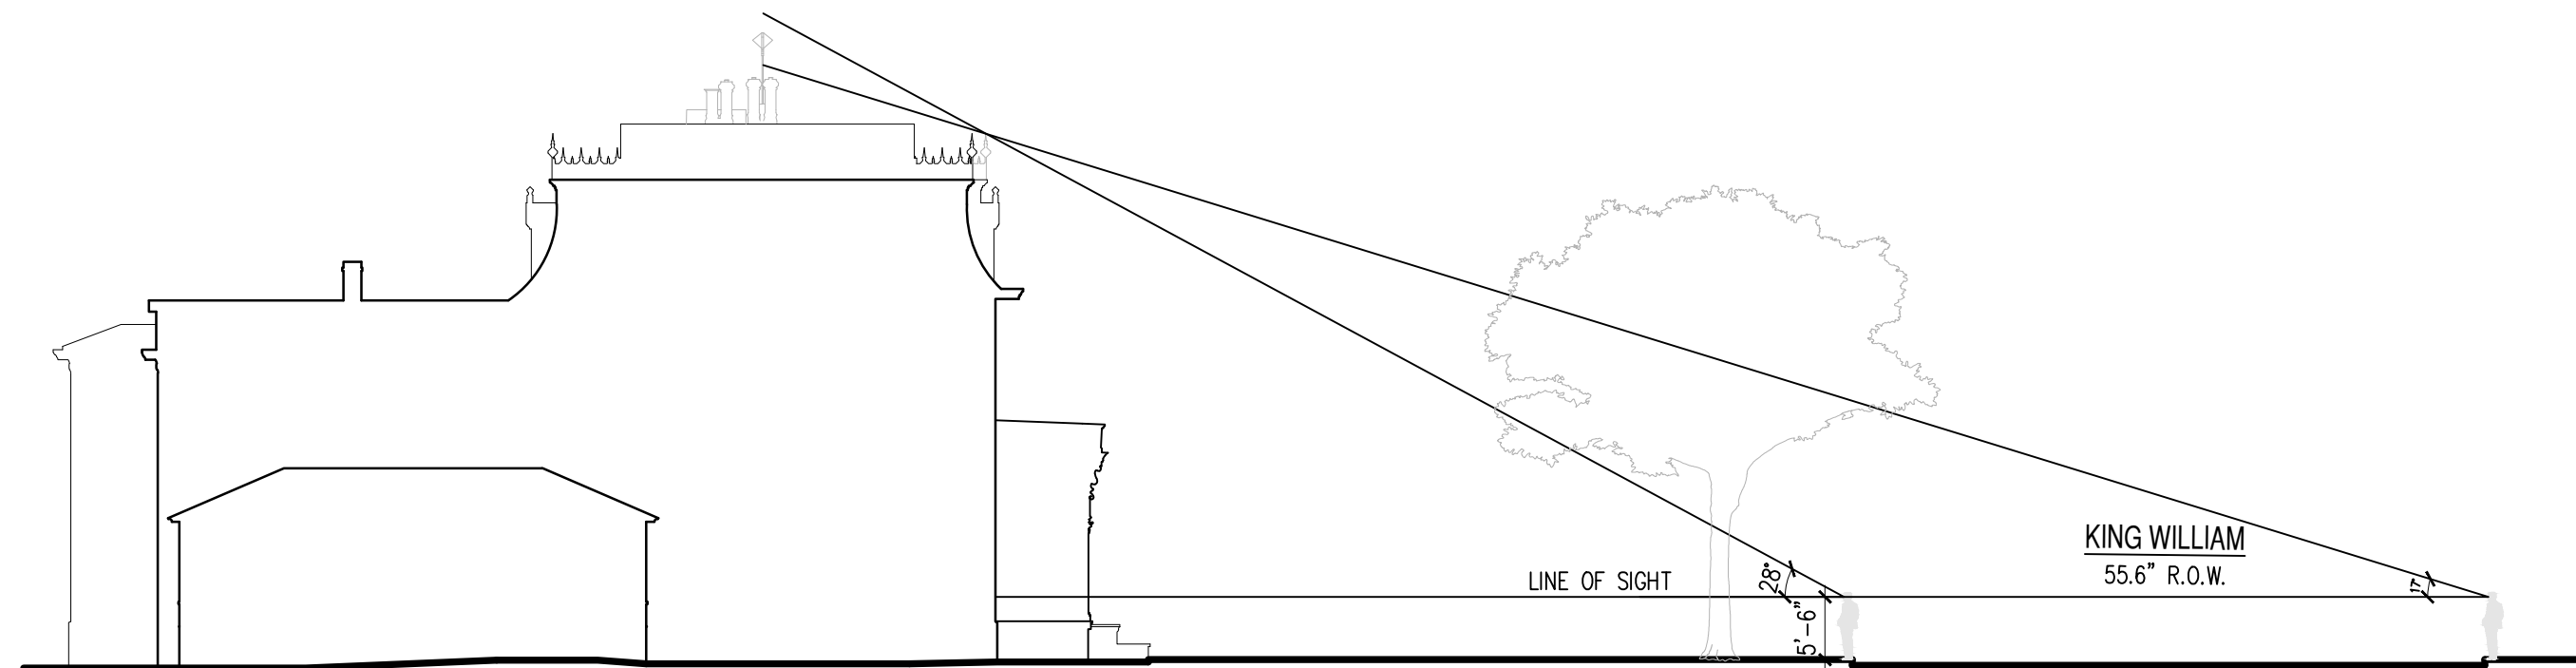 KING WILLIAM
55.6" R.O.W.
LINE OF SIGHT
28°
17
5'-6"